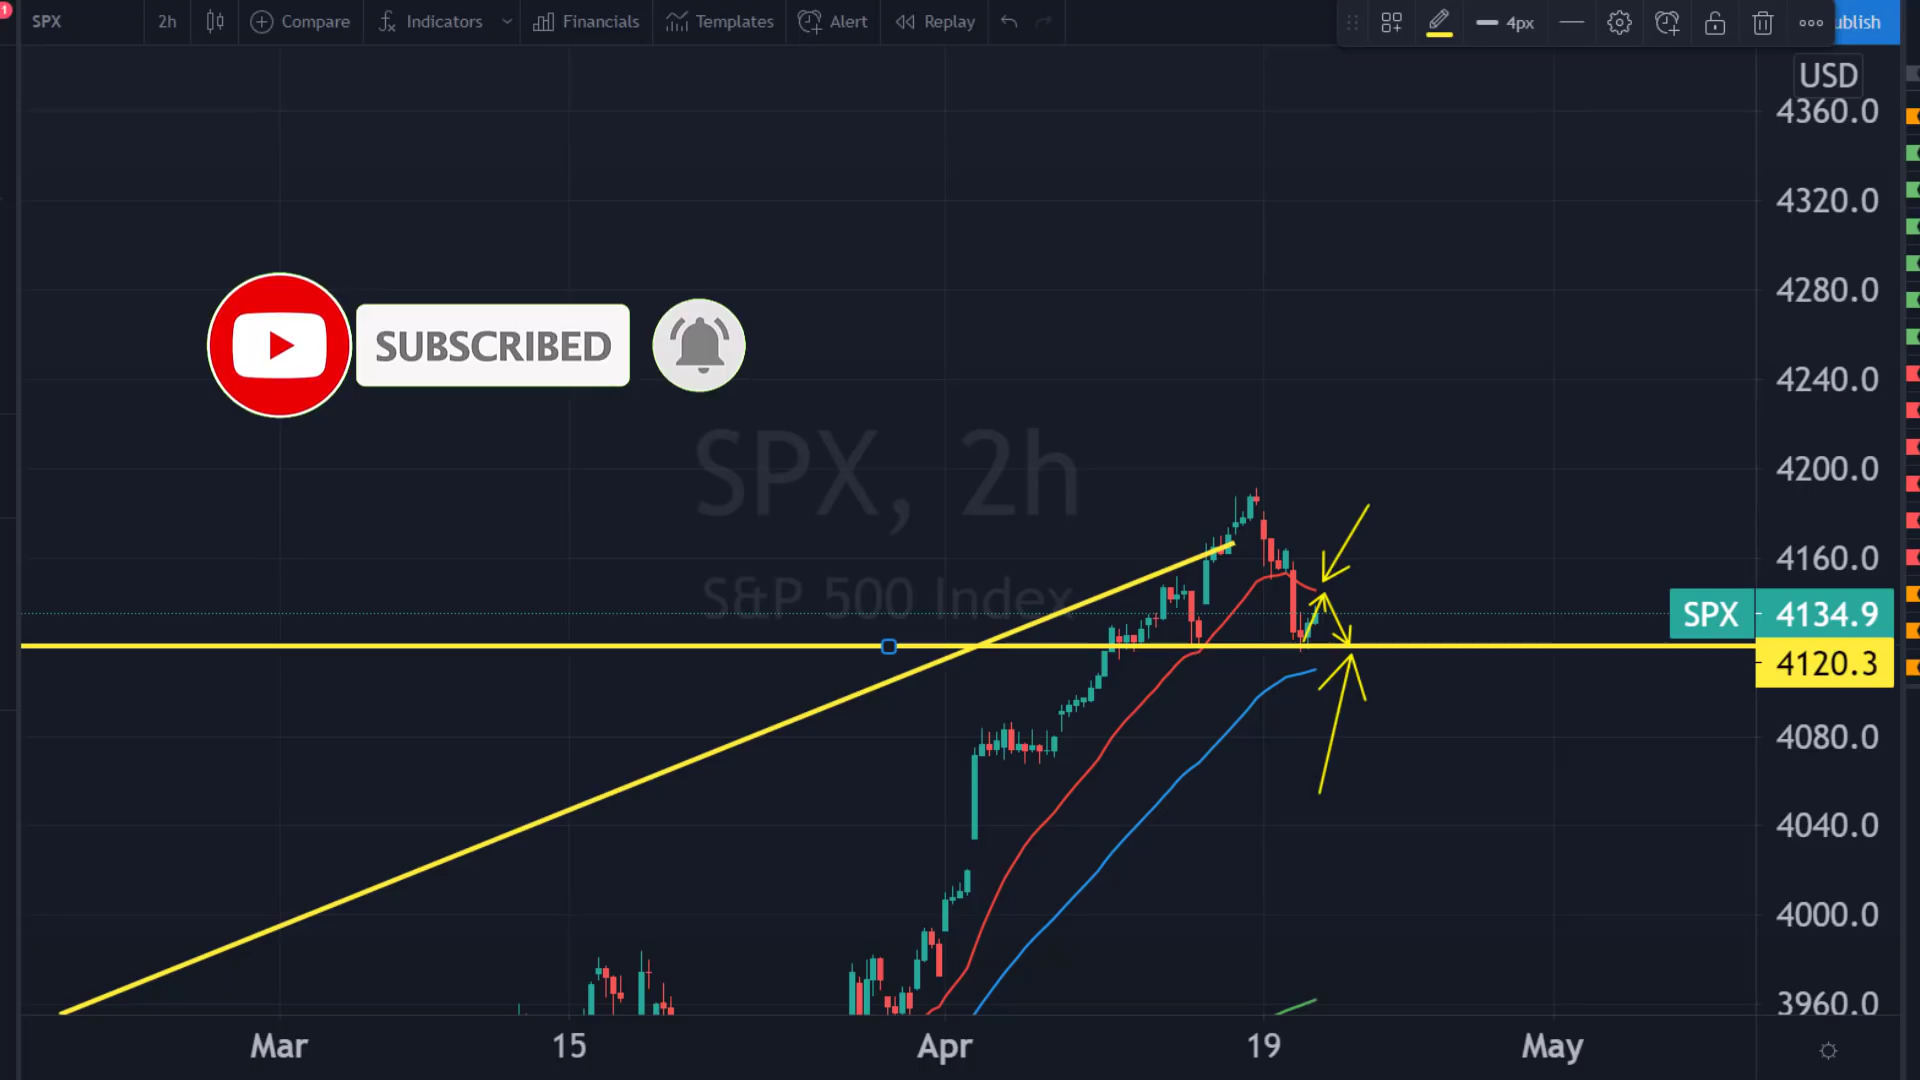 1
SPX
2h
Compare
Indicators
Financials
Templates
Alert
Replay
4px
ublish
USD
4360.0
4320.0
4280.0
4240.0
4200.0
4160.0
SPX 4134.9
4120.3
4080.0
4040.0
4000.0
3960.0
SUBSCRIBED
SPX, 2h
S&P 500 Index
Mar
15
Apr
19
May